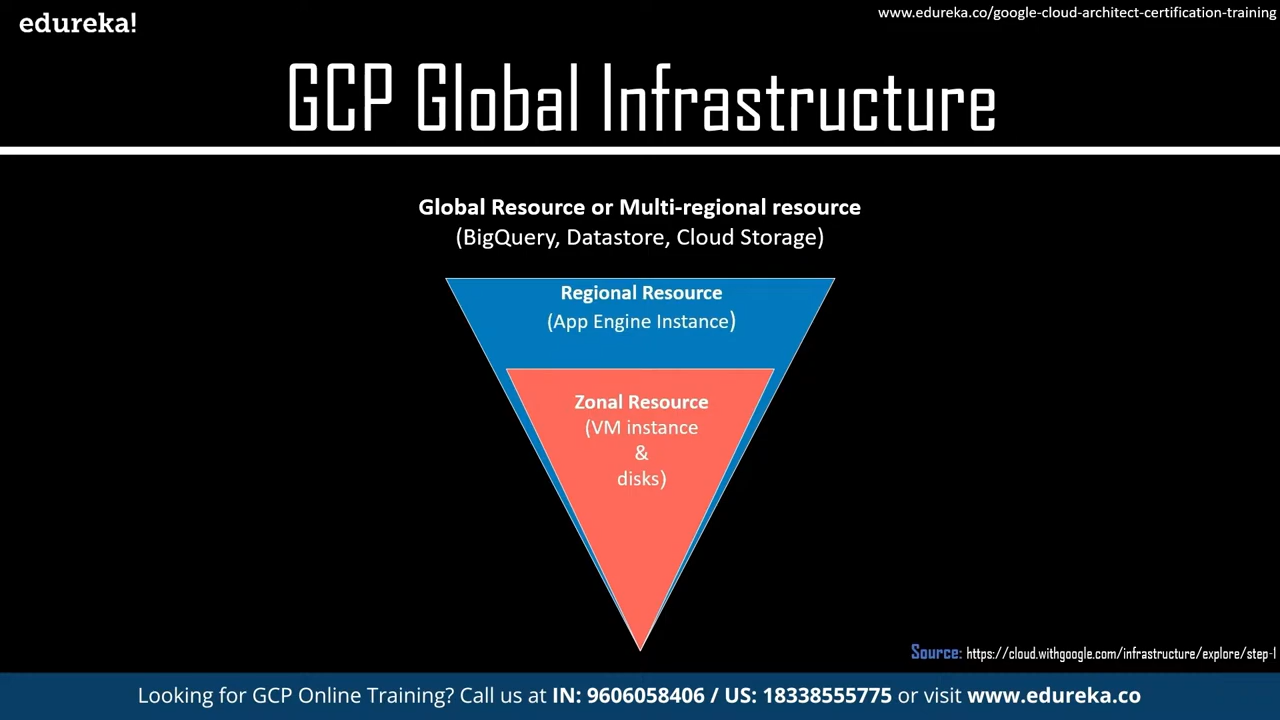 edureka!
www.edureka.co/google-cloud-architect-certification-training
GCP Global Infrastructure
Global Resource or Multi-regional resource
(BigQuery, Datastore, Cloud Storage)
Regional Resource
(App Engine Instance)
Zonal Resource
(VM instance
&
disks)
Source: https://cloud.withgoogle.com/infrastructure/explore/step-1
Looking for GCP Online Training? Call us at IN: 9606058406 / US: 18338555775 or visit www.edureka.co